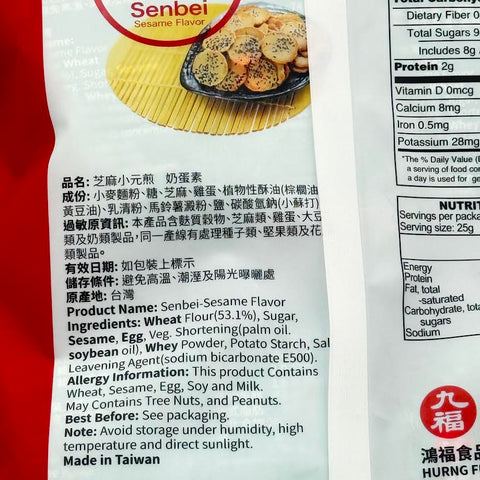 Senbei
Sesame Flavor
品名: 芝麻小元煎 奶蛋素
成份: 小麥麵粉、糖、芝麻、雞蛋、植物性酥油(棕櫚油
黃豆油)、乳清粉、馬鈴薯澱粉、鹽、碳酸氫鈉(小蘇打)
過敏原資訊: 本產品含麩質穀物、芝麻類、雞蛋、大豆
類及奶類製品，同一產線有處理種子類、堅果類及花
類製品。
有效日期: 如包裝上標示
儲存條件: 避免高溫、潮溼及陽光曝曬處
原產地: 台灣
Product Name: Senbei-Sesame Flavor
Ingredients: Wheat Flour(53.1%), Sugar,
Sesame, Egg, Veg. Shortening(palm oil.
soybean oil), Whey Powder, Potato Starch, Sal
Leavening Agent(sodium bicarbonate E500).
Allergy Information: This product Contains
Wheat, Sesame, Egg, Soy and Milk.
May Contains Tree Nuts, and Peanuts.
Best Before: See packaging.
Note: Avoid storage under humidity, high
temperature and direct sunlight.
Made in Taiwan
Total Carbohy
Dietary Fiber 0
Total Sugars 9
Includes 8g
Protein 2g
Vitamin D 0mcg
Calcium 8mg
Iron 0.5mg
Potassium 28mg
*The % Daily Value (
a serving of food con
a day is used for ge
NUTRIT
Servings per packa
Serving size: 25g
Energy
Protein
Fat, total
-saturated
Carbohydrate, total
sugars
Sodium
九福
鴻福食品
HURNG F